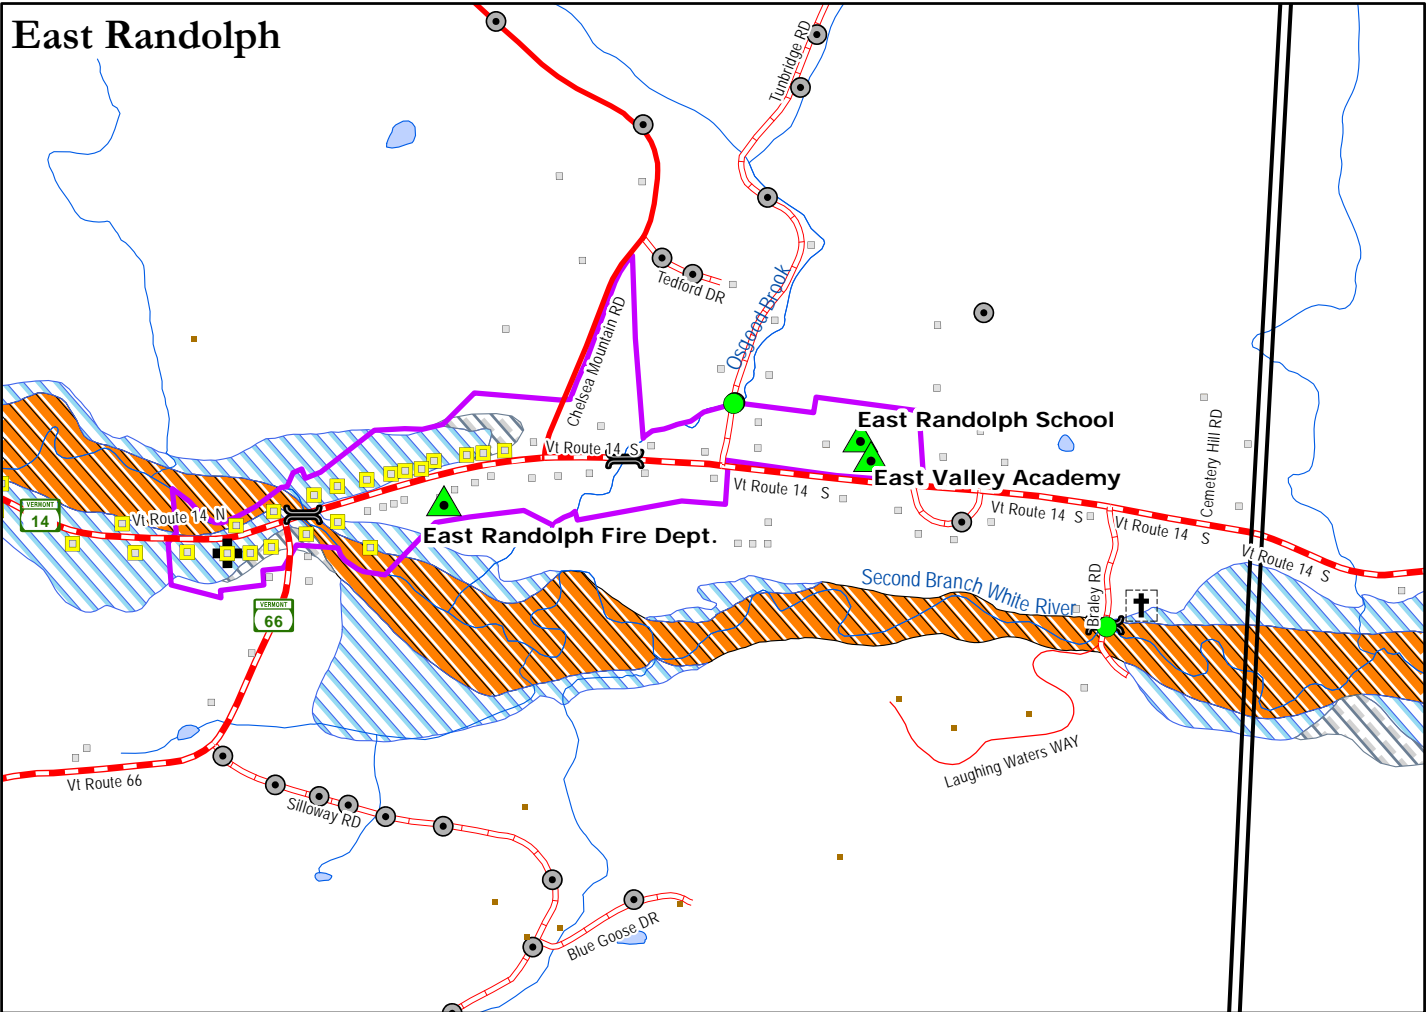 East Randolph
Tunbridge RD
Tedford DR
Osgood Brook
Chelsea Mountain RD
East Randolph School
Cemetery Hill RD
Vt Route 14 S
East Valley Academy
Vt Route 14 S
VERMONT
14
Vt Route 14 N
Vt Route 14 S
Vt Route 14 S
East Randolph Fire Dept.
Vt Route 14 S
Second Branch White River
Braley RD
VERMONT
66
Laughing Waters WAY
Vt Route 66
Silloway RD
Blue Goose DR